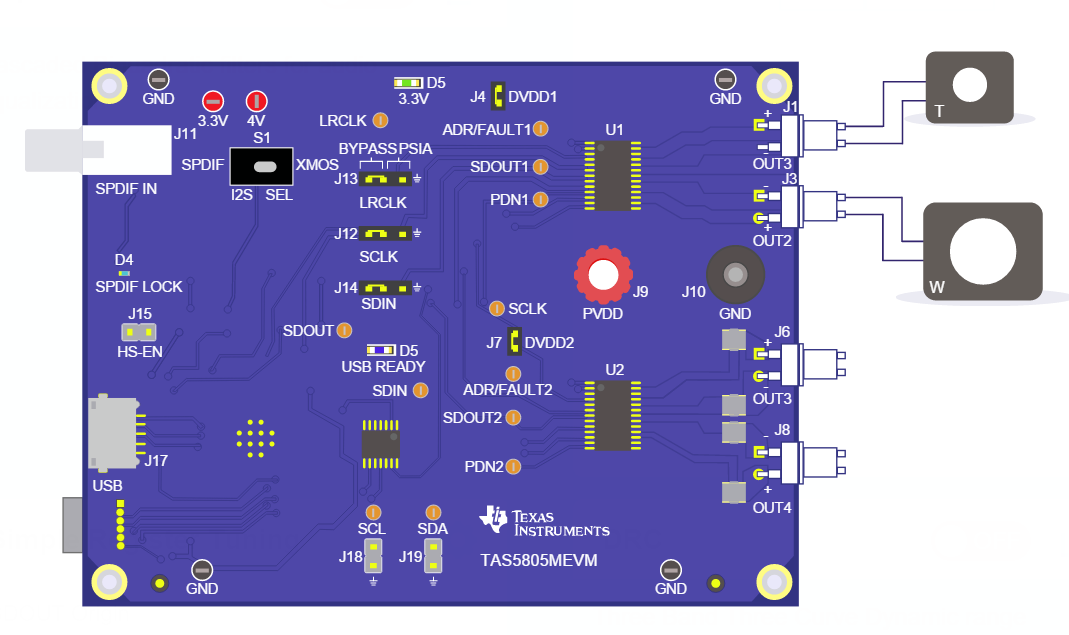 GND
3.3V
4V
D5
3.3V
J4
DVDD1
GND
J1
+
-
OUT3
T
J11
SPDIF IN
S1
SPDIF
XMOS
I2S SEL
LRCLK
BYPASS PSIA
J13
LRCLK
ADR/FAULT1
SDOUT1
PDN1
U1
J3
-
+
OUT2
W
J12
SCLK
J14
SDIN
D4
SPDIF LOCK
J15
HS-EN
SDOUT
D5
USB READY
SDIN
SCLK
J7
DVDD2
J9
PVDD
J10
GND
ADR/FAULT2
SDOUT2
PDN2
U2
J6
+
-
OUT3
J8
-
+
OUT4
J17
USB
SCL
SDA
J18
J19
TEXAS
INSTRUMENTS
TAS5805MEVM
GND
GND